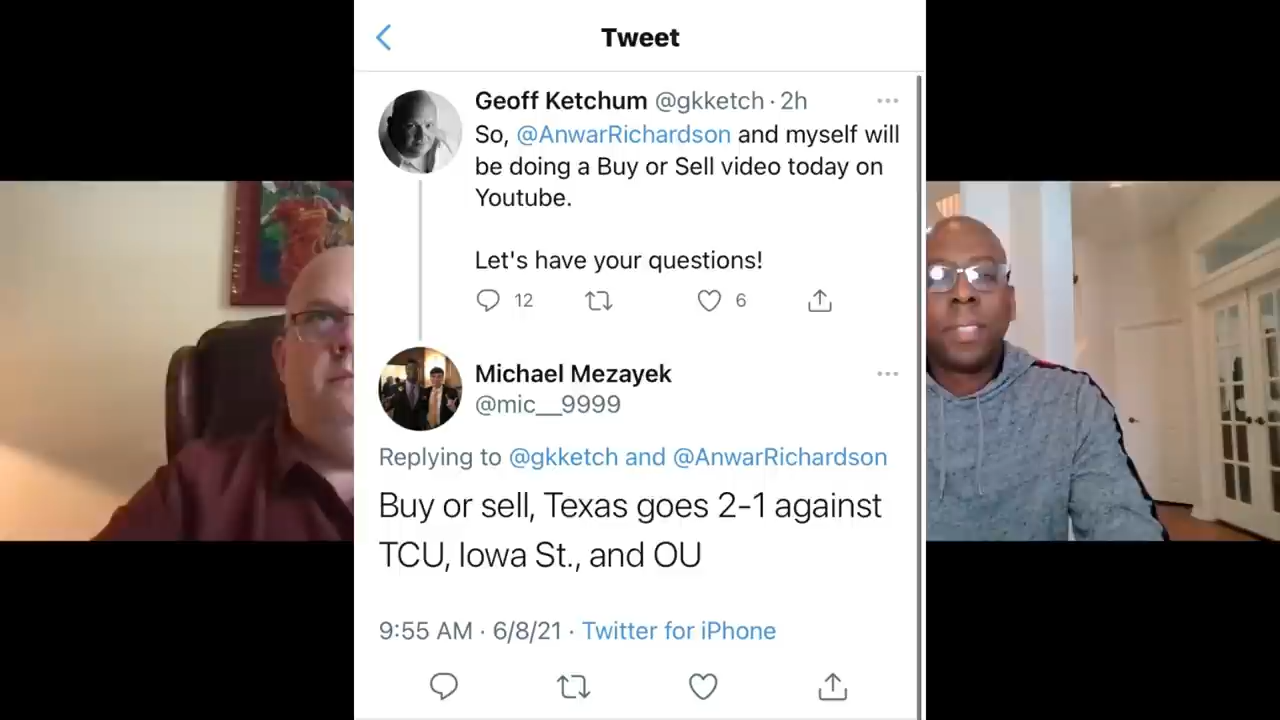 Tweet
Geoff Ketchum @gkketch · 2h
So, @AnwarRichardson and myself will
be doing a Buy or Sell video today on
Youtube.
Let's have your questions!
12
6
Michael Mezayek
@mic__9999
Replying to @gkketch and @AnwarRichardson
Buy or sell, Texas goes 2-1 against
TCU, Iowa St., and OU
9:55 AM · 6/8/21 · Twitter for iPhone